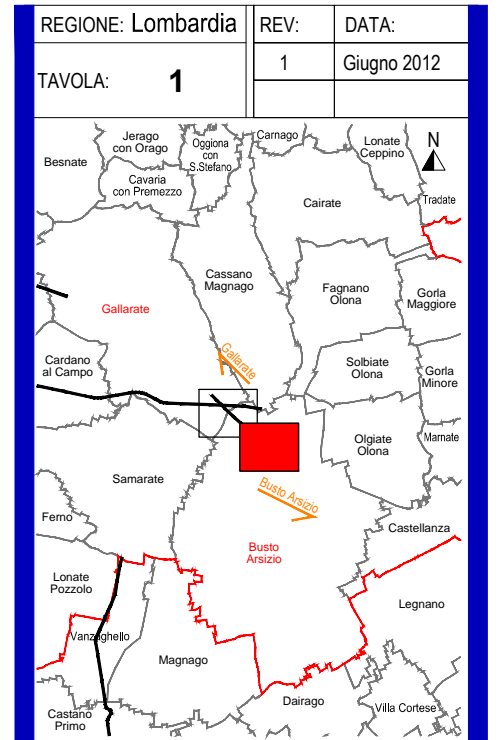 REGIONE: Lombardia
REV:
DATA:
TAVOLA: 1
1
Giugno 2012
Jerago
con Orago
Oggiona
con
S.Stefano
Carnago
Lonate
Ceppino
N
Besnate
Cavaria
con Premezzo
Cairate
Tradate
Cassano
Magnago
Fagnano
Olona
Gorla
Maggiore
Gallarate
Gallarate
Cardano
al Campo
Solbiate
Olona
Gorla
Minore
Olgiate
Olona
Marnate
Samarate
Busto Arsizio
Ferno
Castellanza
Busto
Arsizio
Lonate
Pozzolo
Legnano
Vanzaghello
Magnago
Dairago
Villa Cortese
Castano
Primo